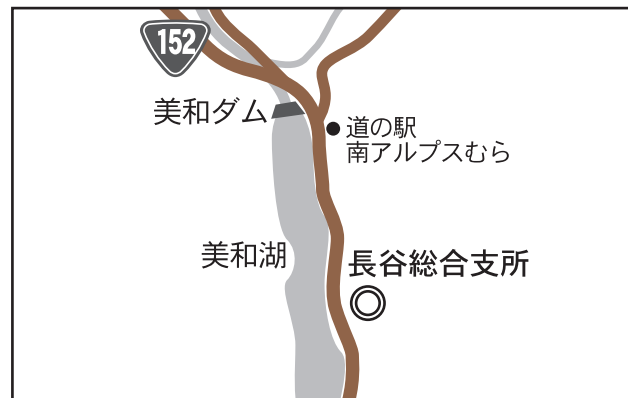 152
美和ダム
道の駅
南アルプスむら
美和湖
長谷総合支所